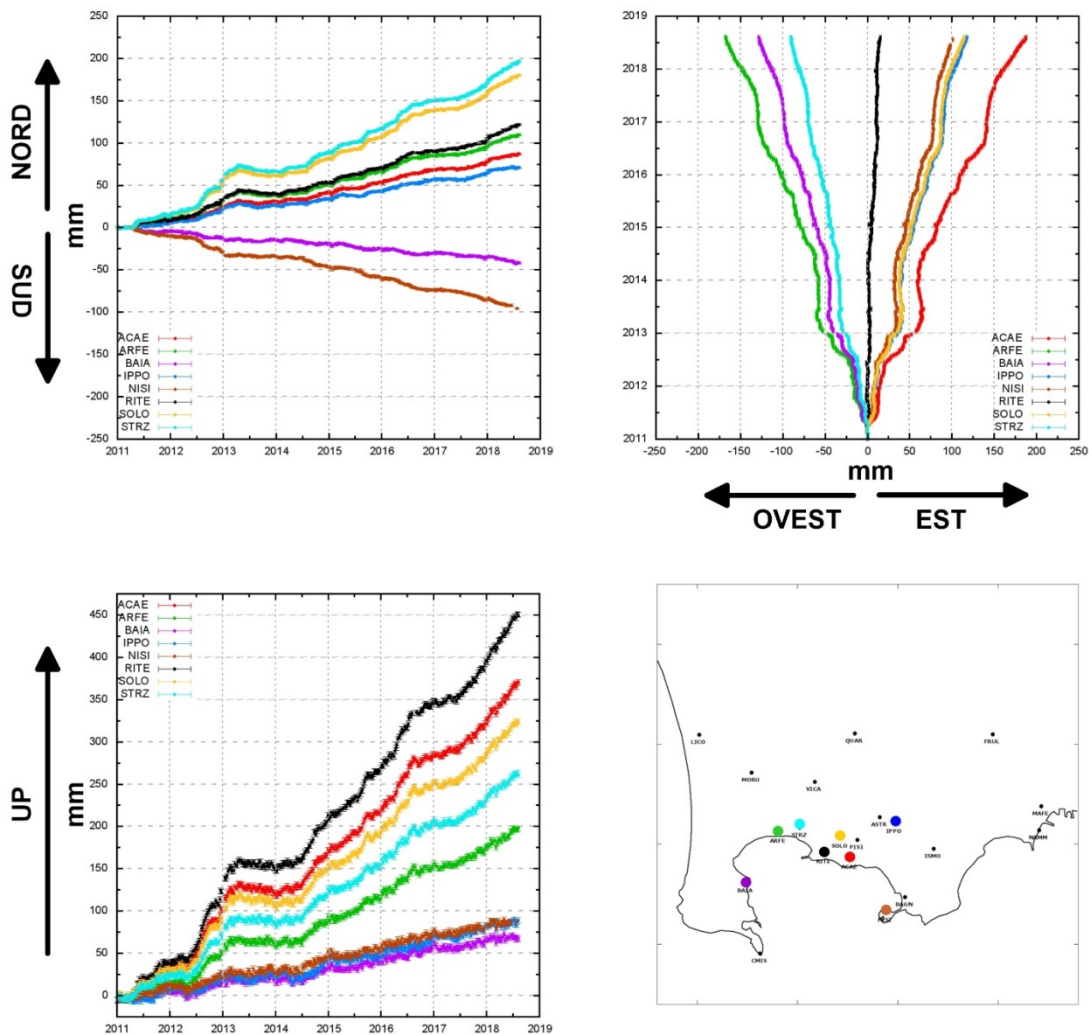 250
200
150
100
50
0
-50
-100
-150
-200
-250
NORD
mm
SUD
ACAE
ARFE
BAIA
IPPO
NISI
RITE
SOLO
STRZ
2011 2012 2013 2014 2015 2016 2017 2018 2019
2019
2018
2017
2016
2015
2014
2013
2012
2011
ACAE
ARFE
BAIA
IPPO
NISI
RITE
SOLO
STRZ
-250 -200 -150 -100 -50 0 50 100 150 200 250
mm
OVEST EST
ACAE
ARFE
BAIA
IPPO
NISI
RITE
SOLO
STRZ
450
400
350
300
250
200
150
100
50
0
UP
mm
2011 2012 2013 2014 2015 2016 2017 2018 2019
LICO QUAR FRUL
MORU
VICA
MAFE
ASTR
IPPO
NDMM
ARFE STRZ
SOLO
PISI
ISMO
RITE
ACAE
BAIA
BAGN
CMIS